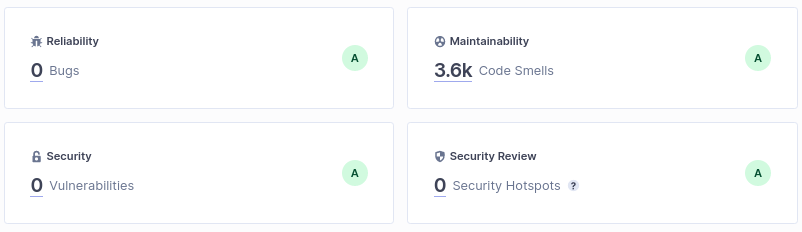 Reliability
0 Bugs
A
Maintainability
3.6k Code Smells
A
Security
0 Vulnerabilities
A
Security Review
0 Security Hotspots ?
A